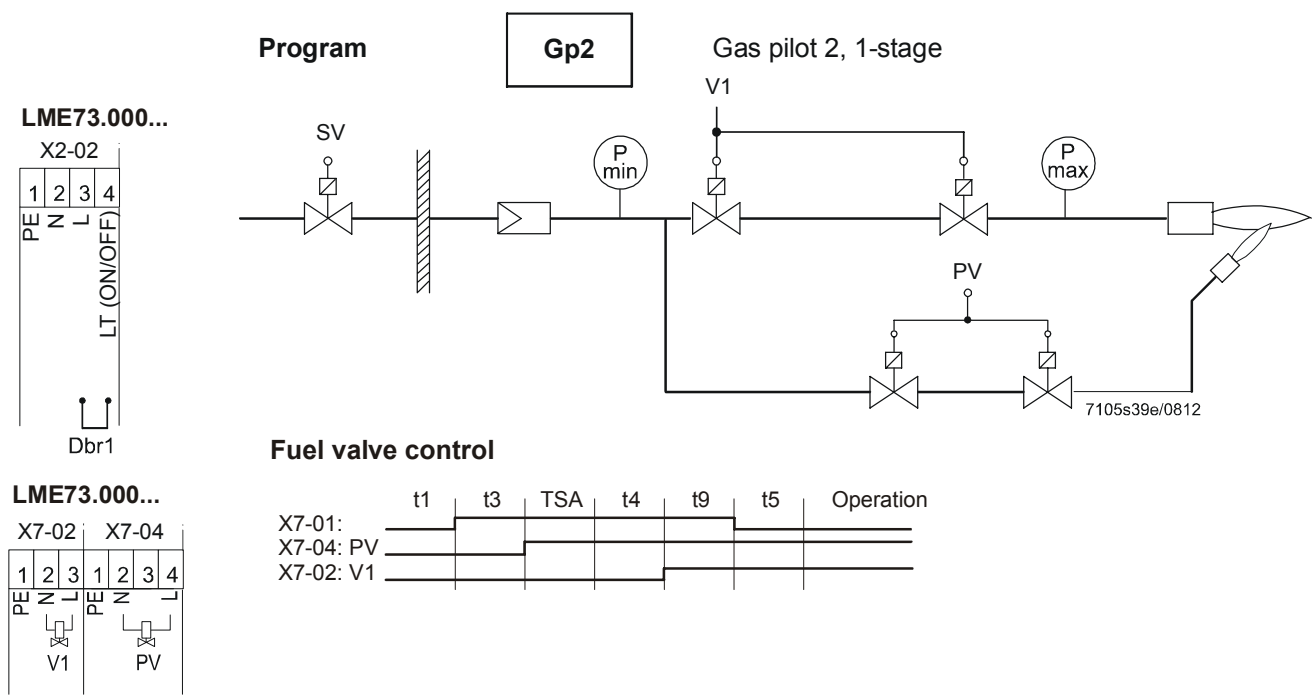 Program
Gp2
Gas pilot 2, 1-stage
LME73.000...
X2-02
1 2 3 4
PE
N
L
LT (ON/OFF)
Dbr1
SV
P min
V1
P max
PV
7105s39e/0812
Fuel valve control
t1 t3 TSA t4 t9 t5 Operation
X7-01:
X7-04: PV
X7-02: V1
LME73.000...
X7-02 X7-04
1 2 3 1 2 3 4
PE N L PE N L
V1 PV